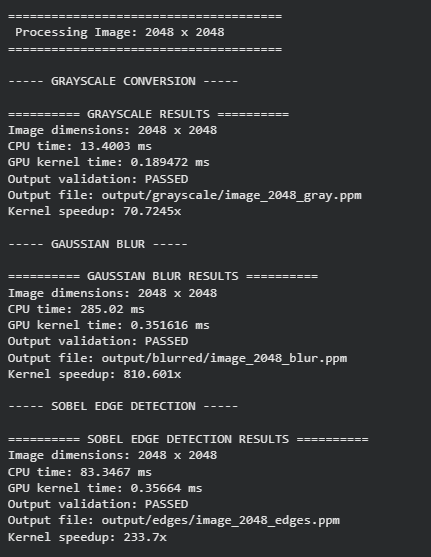 =====================================
Processing Image: 2048 x 2048
=====================================
----- GRAYSCALE CONVERSION -----
========== GRAYSCALE RESULTS ==========
Image dimensions: 2048 x 2048
CPU time: 13.4003 ms
GPU kernel time: 0.189472 ms
Output validation: PASSED
Output file: output/grayscale/image_2048_gray.ppm
Kernel speedup: 70.7245x
----- GAUSSIAN BLUR -----
========== GAUSSIAN BLUR RESULTS ==========
Image dimensions: 2048 x 2048
CPU time: 285.02 ms
GPU kernel time: 0.351616 ms
Output validation: PASSED
Output file: output/blurred/image_2048_blur.ppm
Kernel speedup: 810.601x
----- SOBEL EDGE DETECTION -----
========== SOBEL EDGE DETECTION RESULTS ==========
Image dimensions: 2048 x 2048
CPU time: 83.3467 ms
GPU kernel time: 0.35664 ms
Output validation: PASSED
Output file: output/edges/image_2048_edges.ppm
Kernel speedup: 233.7x